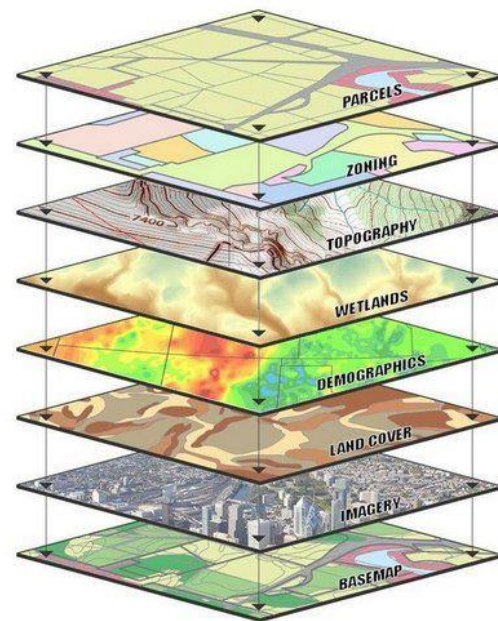 PARCELS
ZONING
7400
TOPOGRAPHY
WETLANDS
DEMOGRAPHICS
LAND COVER
IMAGERY
BASEMAP